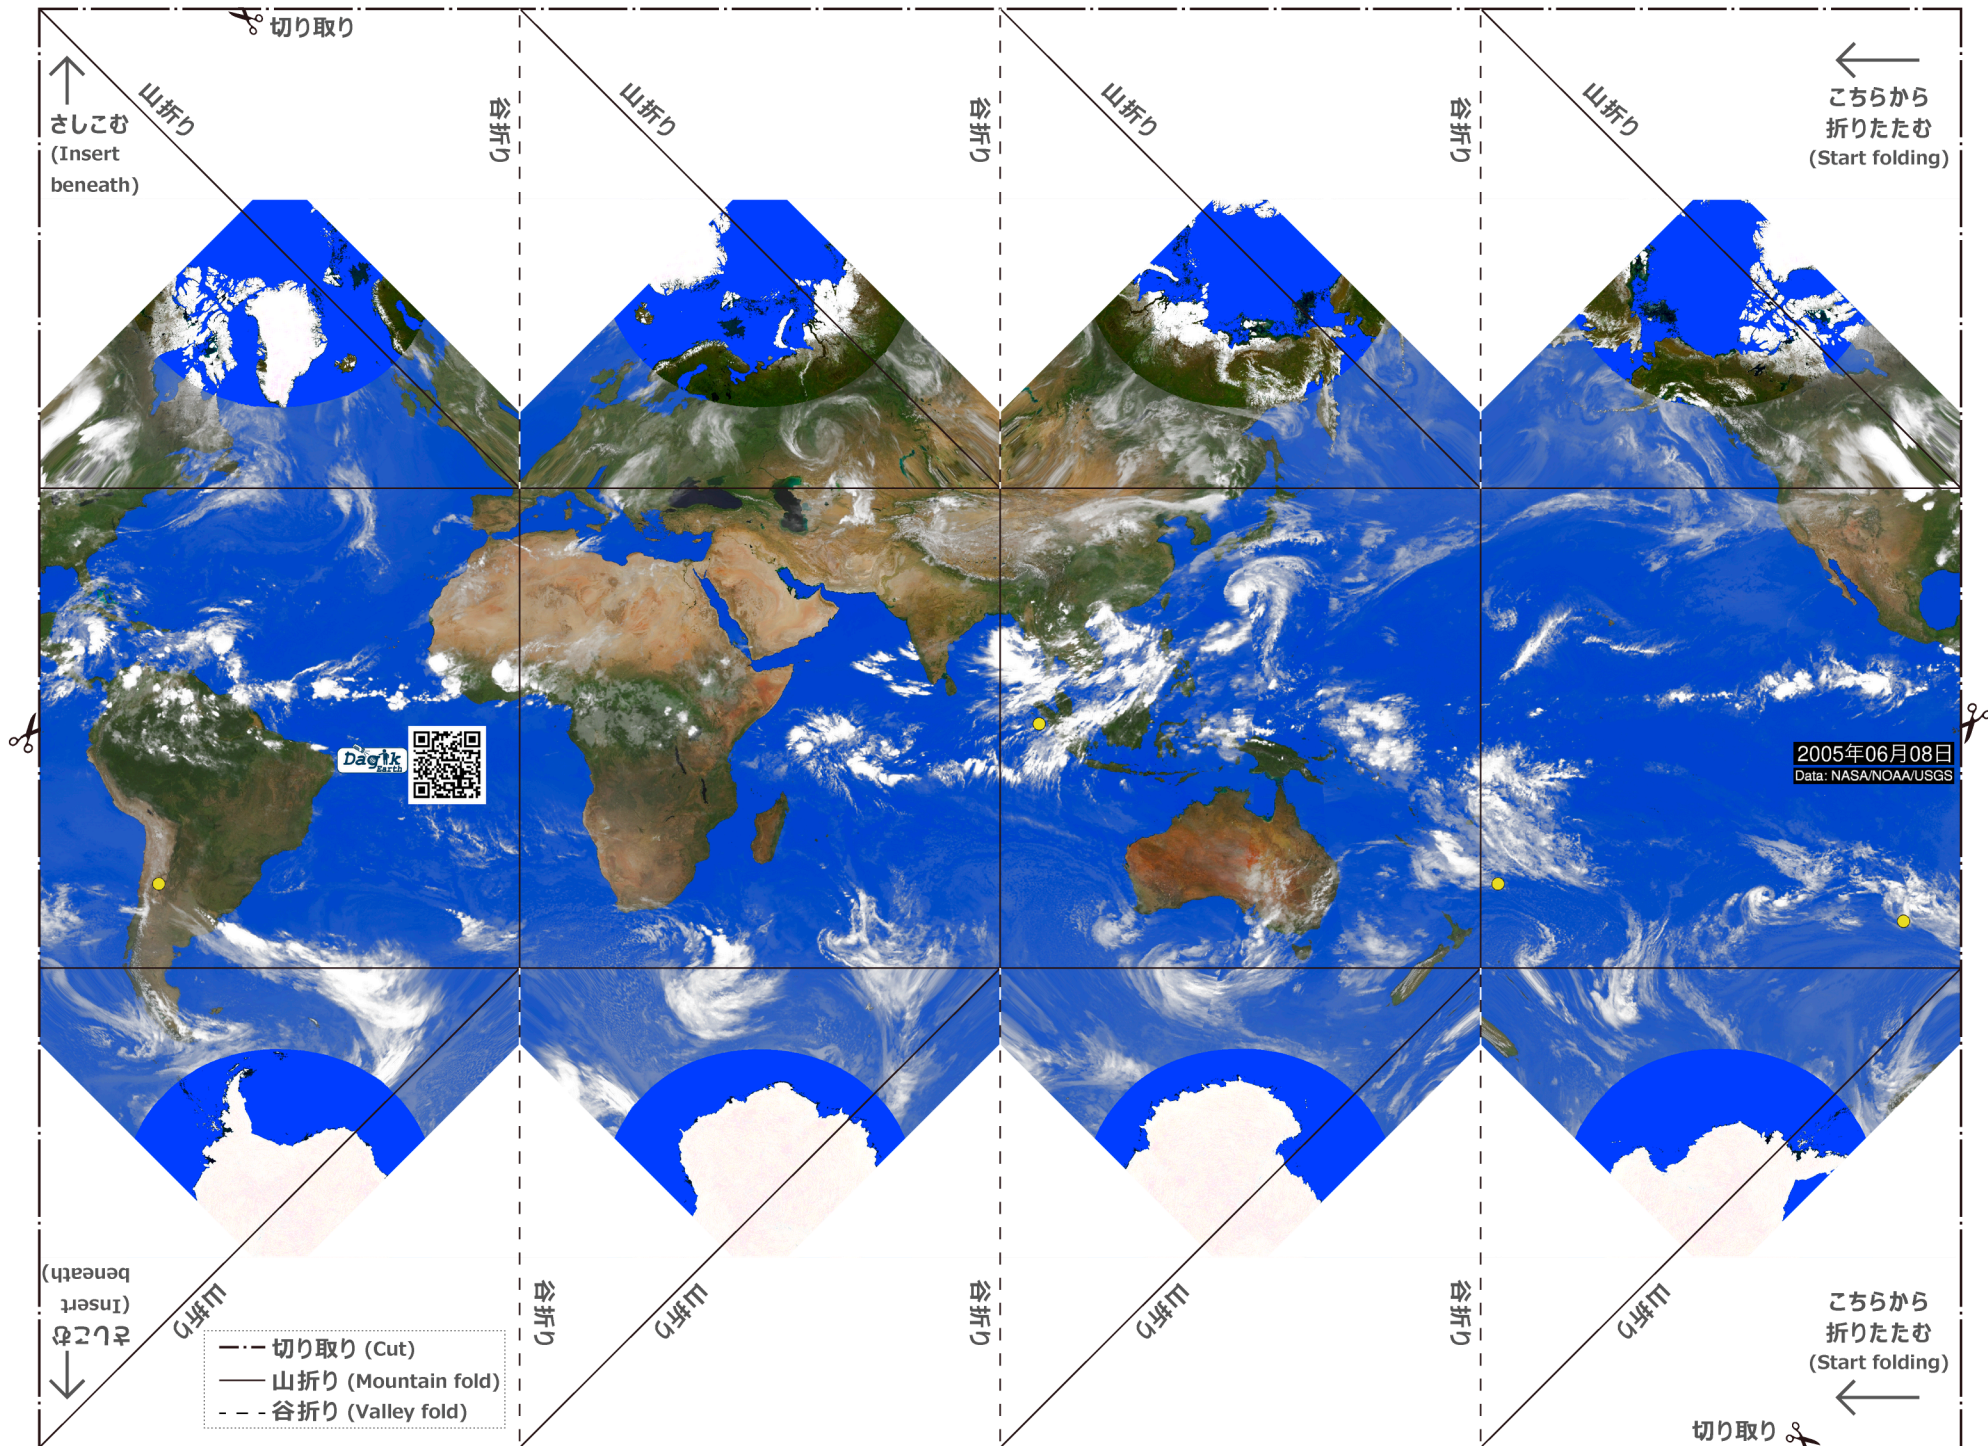 切り取り
さしこむ
(Insert
beneath)
山折り
谷折り
山折り
谷折り
山折り
谷折り
山折り
こちらから
折りたたむ
(Start folding)
Dagik
Earth
2005年06月08日
Data: NASA/NOAA/USGS
さしこむ
(Insert
beneath)
山折り
谷折り
山折り
谷折り
山折り
谷折り
山折り
こちらから
折りたたむ
(Start folding)
切り取り (Cut)
山折り (Mountain fold)
谷折り (Valley fold)
切り取り